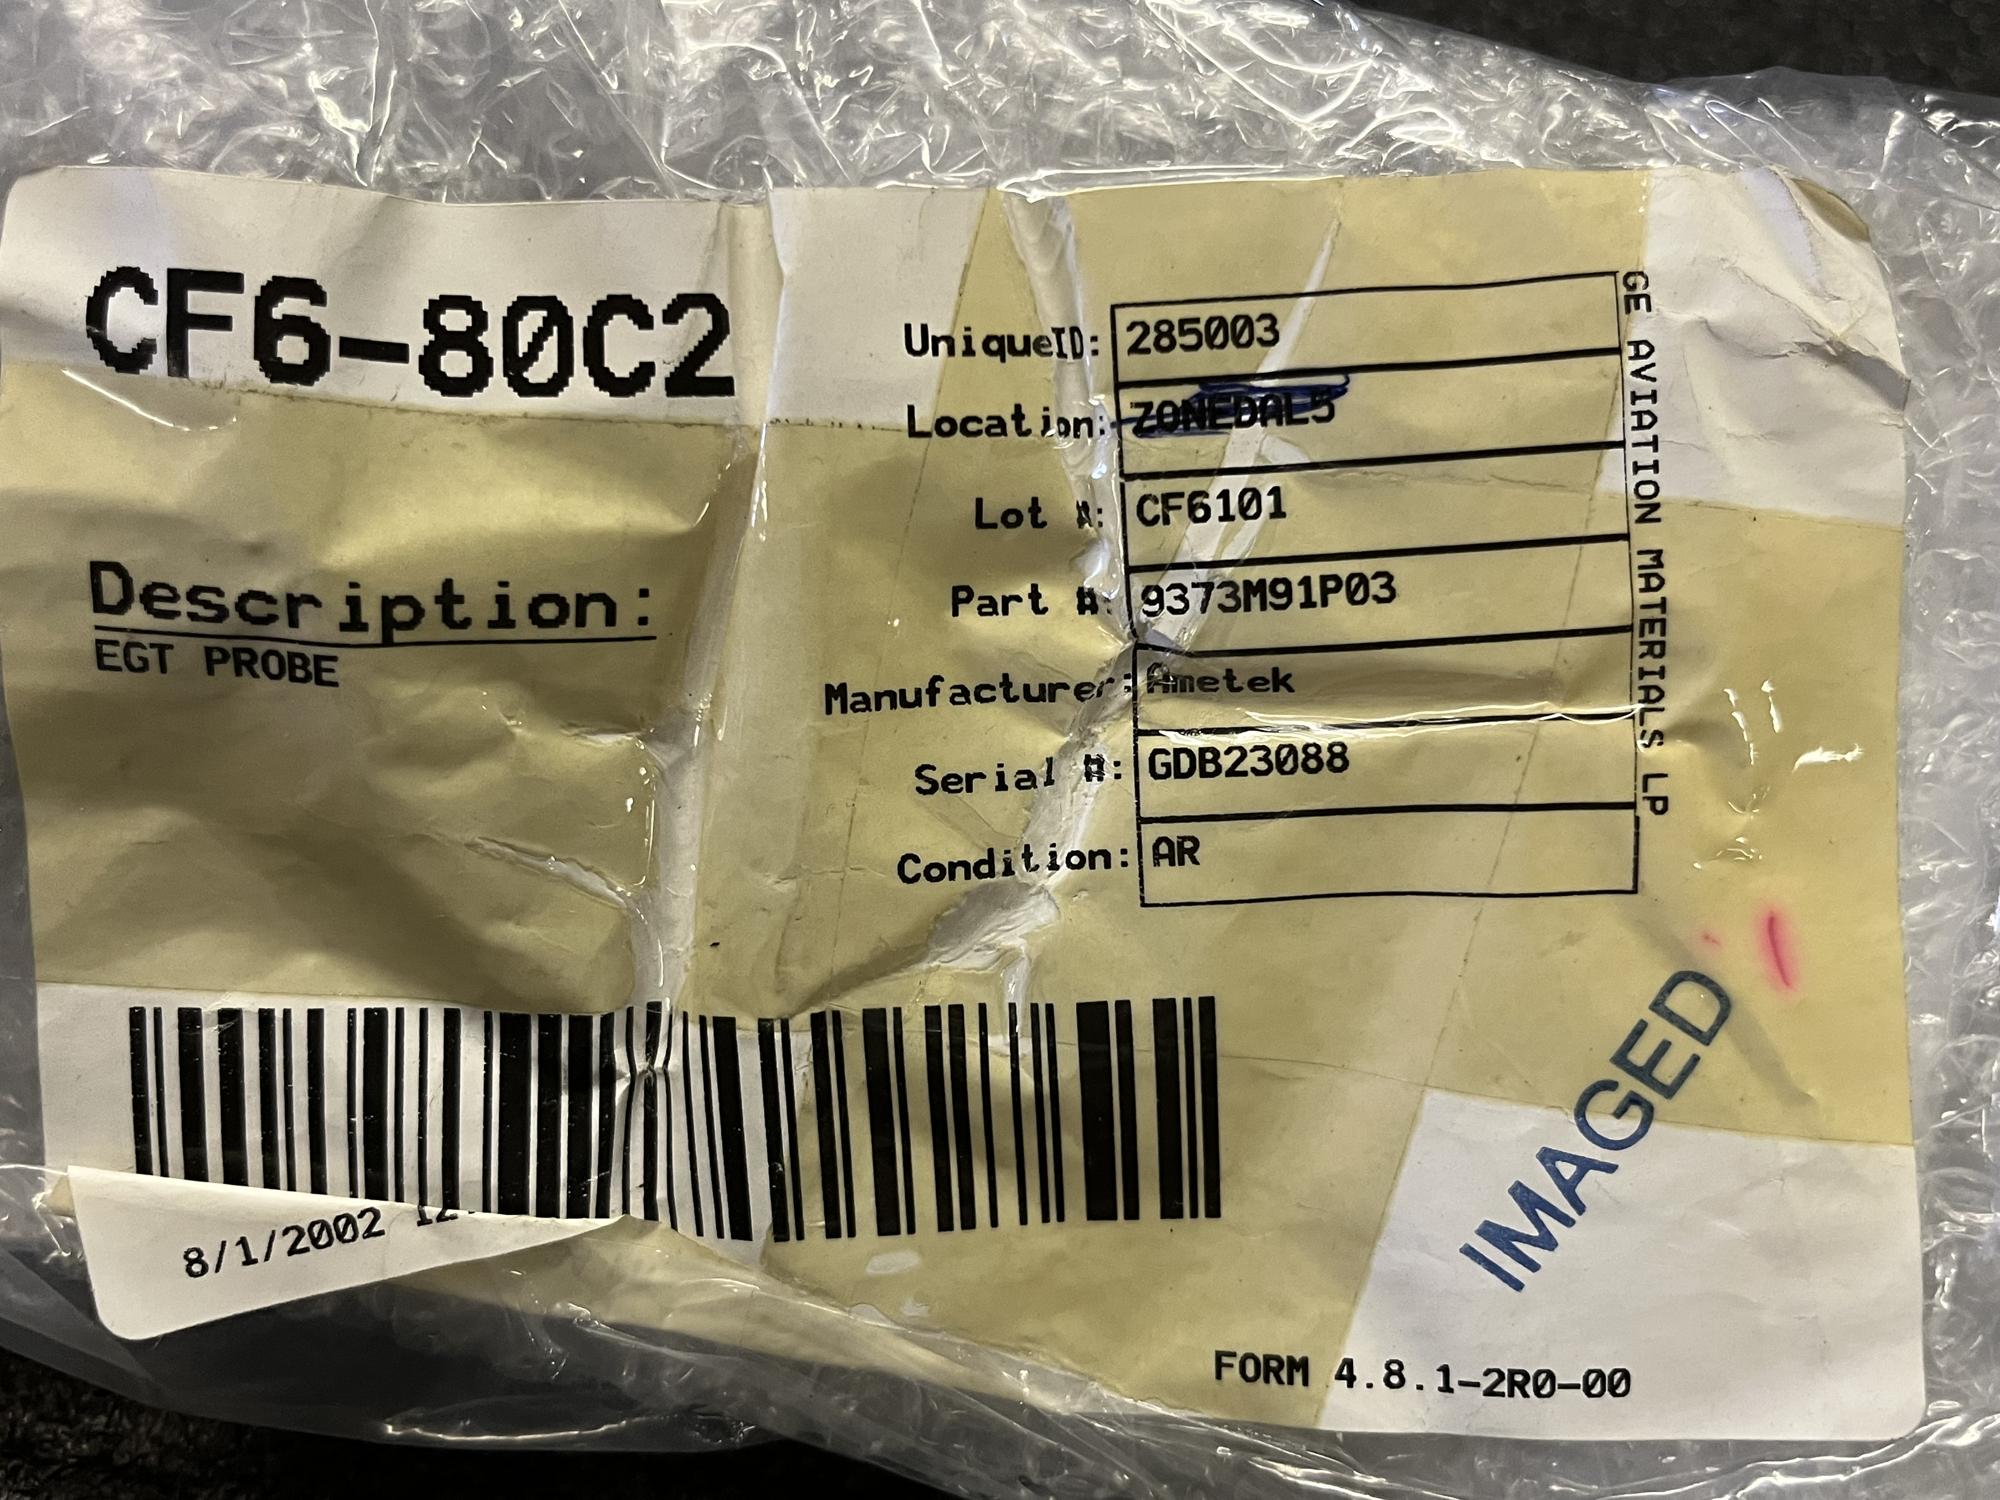 CF6-80C2
UniqueID: 285003
Location: ZONEDAL5
Lot #: CF6101
Part #: 9373M91P03
Manufacturer: Ametek
Serial #: GDB23088
Condition: AR
GE AVIATION MATERIALS LP
Description:
EGT PROBE
8/1/2002
IMAGED
FORM 4.8.1-2R0-00